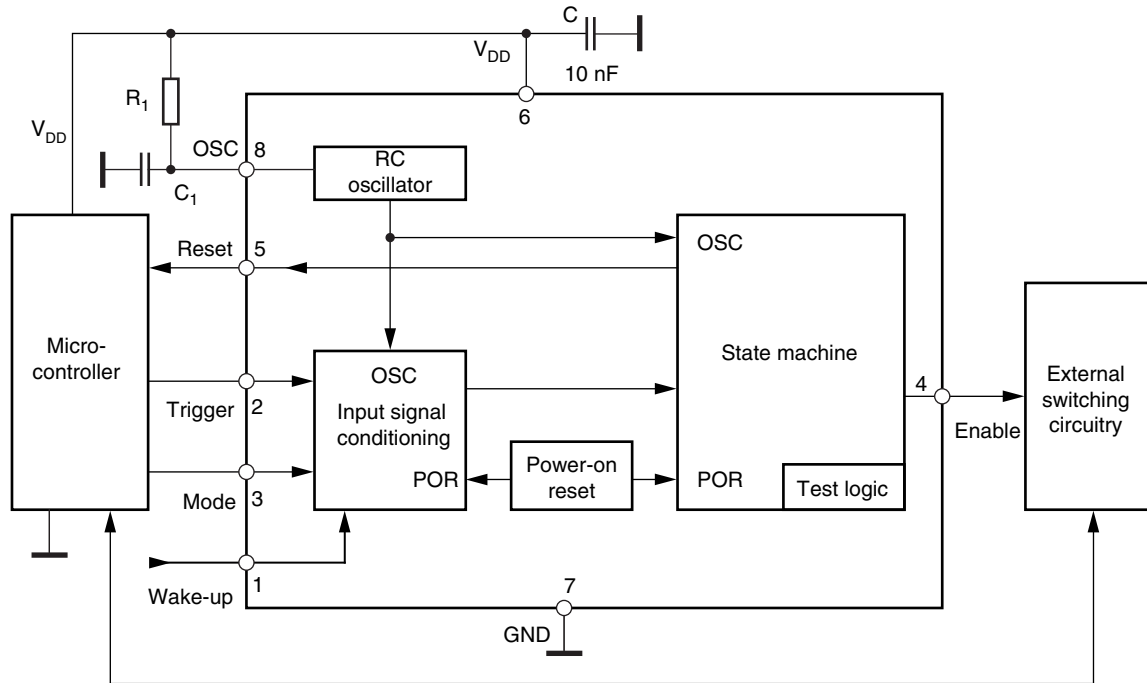 C
V_DD
10 nF
6
R_1
V_DD
OSC
8
C_1
RC
oscillator
Reset
5
OSC
Micro-
controller
State machine
OSC
Input signal
conditioning
POR
Trigger
2
4
Enable
External
switching
circuitry
Power-on
reset
POR
Test logic
Mode
3
Wake-up
1
7
GND